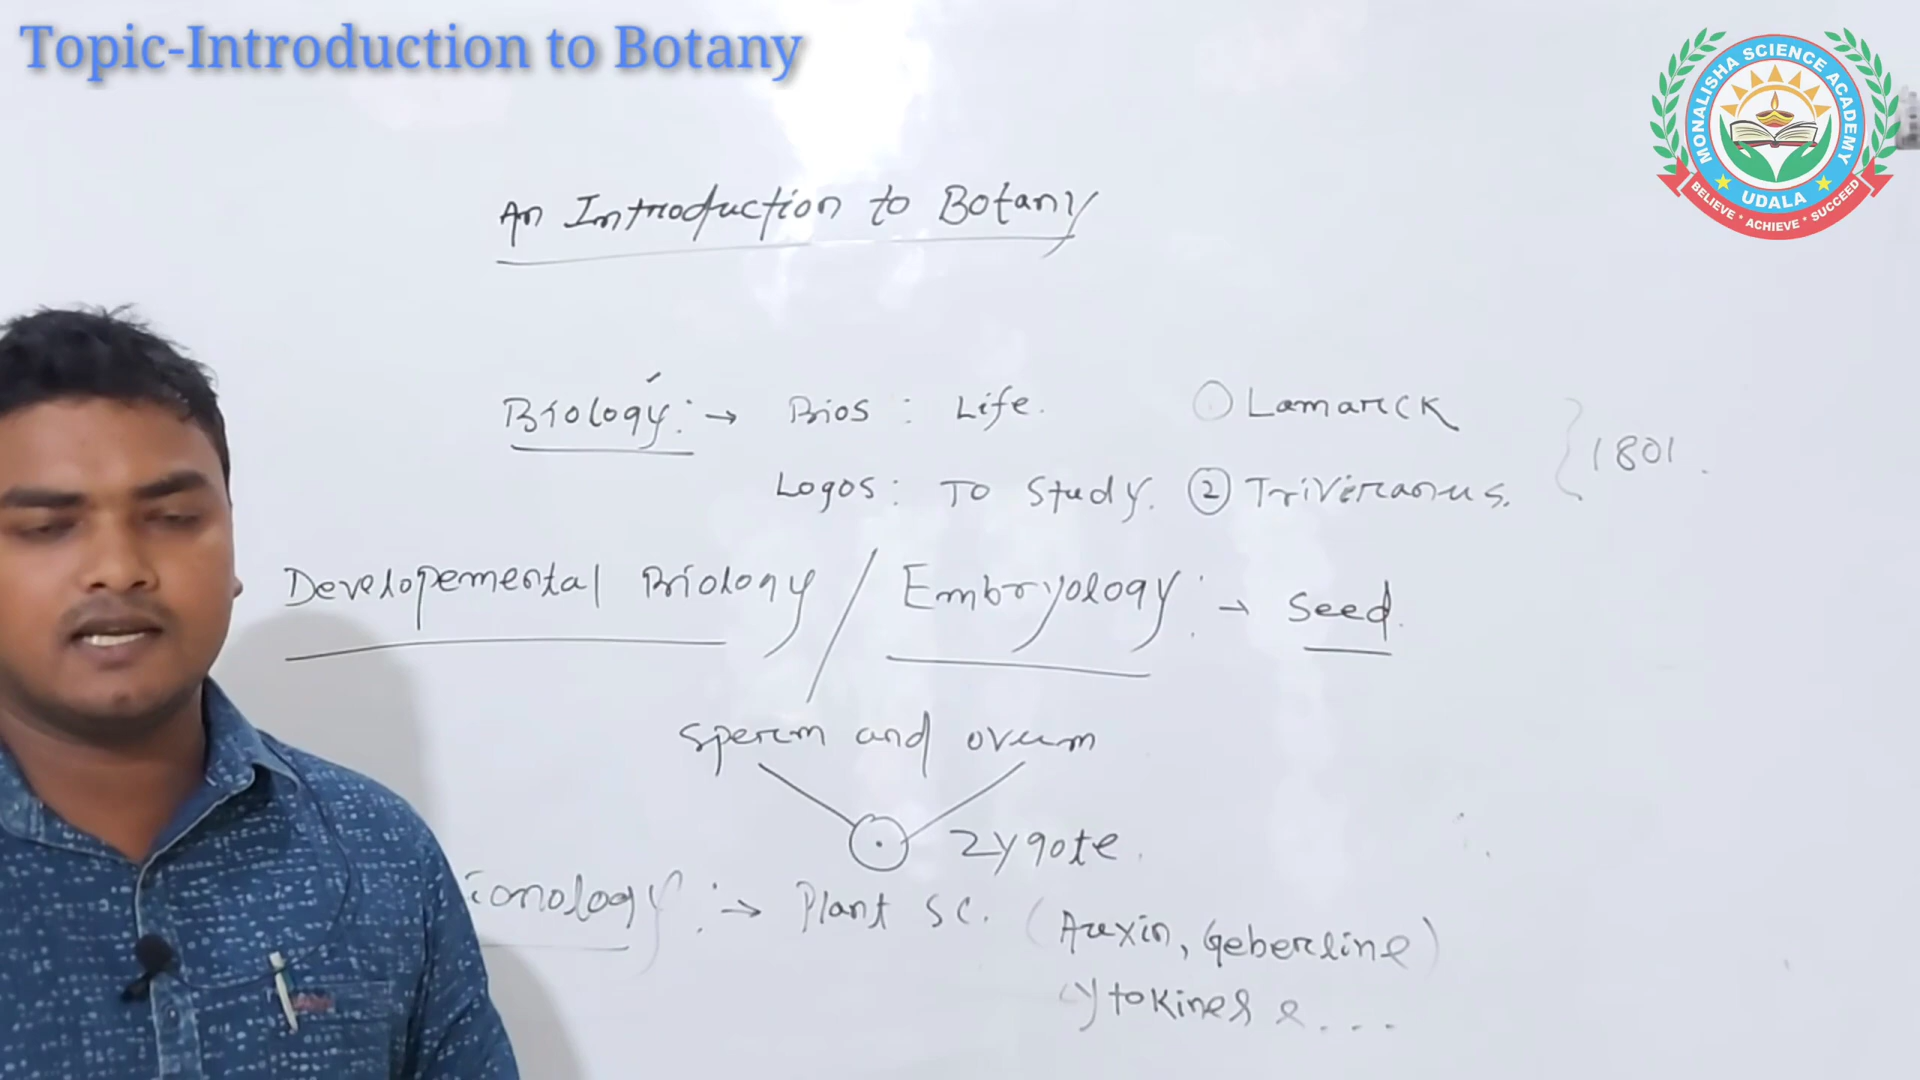 Topic-Introduction to Botany
MONALISHA SCIENCE ACADEMY
UDALA
BELIEVE * ACHIEVE * SUCCEED
An Introduction to Botany
Biology: → Bios : Life. ① Lamarck
Logos: To Study. ② Triviranus. } 1801.
Developemental Biology / Embryology: → Seed.
Sperm and ovum
Zygote.
onology: → Plant SC. (Auxin, Gebereline)
Cytokines & ...